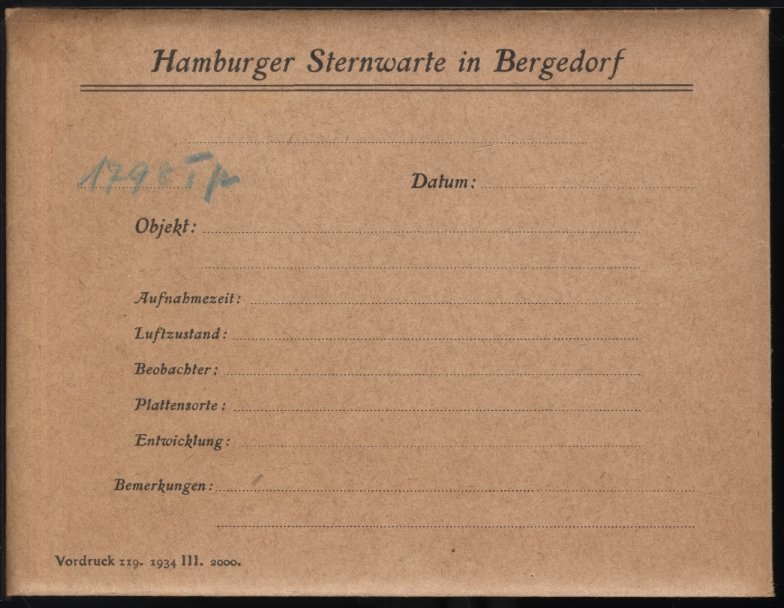 Hamburger Sternwarte in Bergedorf
Datum:
Objekt:
Aufnahmezeit:
Luftzustand:
Beobachter:
Plattensorte:
Entwicklung:
Bemerkungen:
Vordruck 119. 1934 III. 2000.